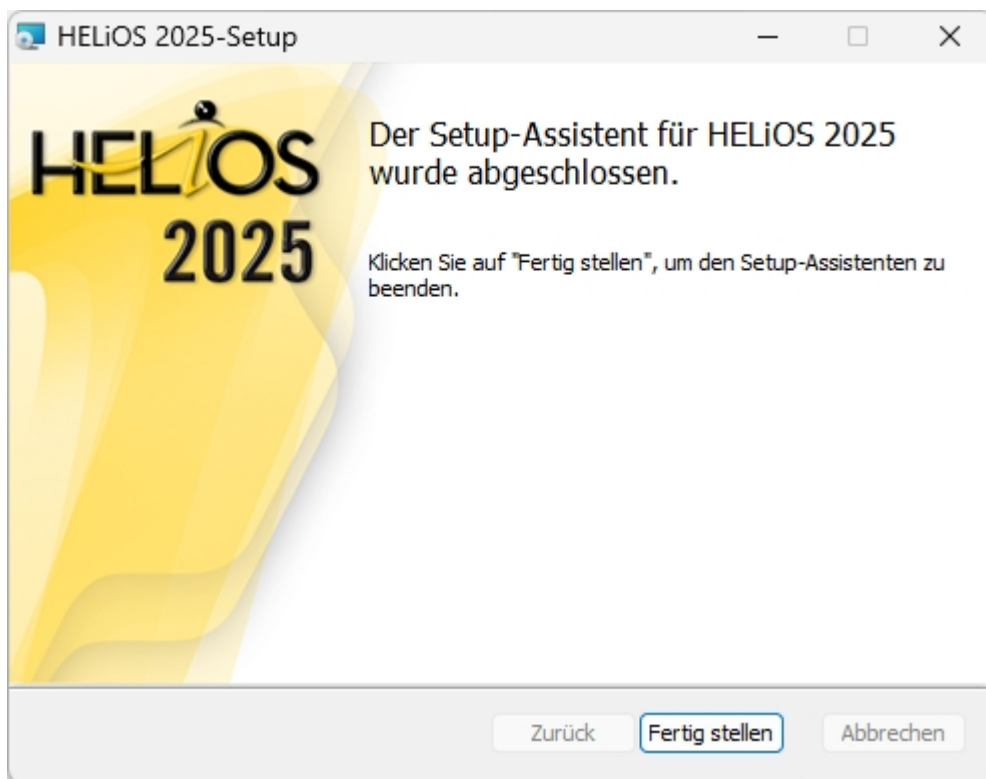 HELiOS 2025-Setup
HELiOS
2025
Der Setup-Assistent für HELiOS 2025
wurde abgeschlossen.
Klicken Sie auf "Fertig stellen", um den Setup-Assistenten zu
beenden.
Zurück
Fertig stellen
Abbrechen